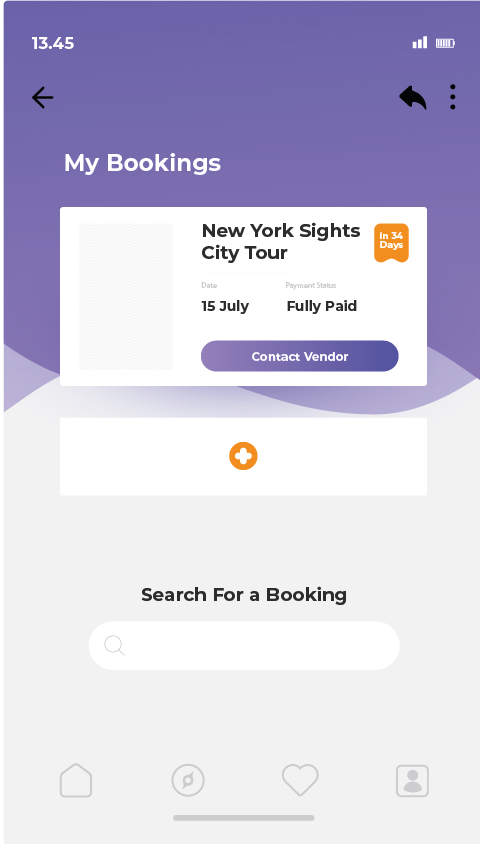 13.45
My Bookings
New York Sights
City Tour
In 34
Days
Date
Payment Status
15 July
Fully Paid
Contact Vendor
Search For a Booking